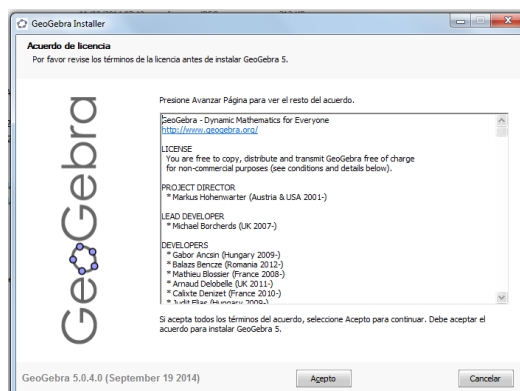 GeoGebra Installer
Acuerdo de licencia
Por favor revise los términos de la licencia antes de instalar GeoGebra 5.
GeoGebra
Presione Avanzar Página para ver el resto del acuerdo.
GeoGebra - Dynamic Mathematics for Everyone
http://www.geogebra.org/
LICENSE
You are free to copy, distribute and transmit GeoGebra free of charge
for non-commercial purposes (see conditions and details below).
PROJECT DIRECTOR
* Markus Hohenwarter (Austria & USA 2001-)
LEAD DEVELOPER
* Michael Borcherds (UK 2007-)
DEVELOPERS
* Gabor Ancsin (Hungary 2009-)
* Balazs Bencze (Romania 2012-)
* Mathieu Blossier (France 2008-)
* Arnaud Delobelle (UK 2011-)
* Calixte Denizet (France 2010-)
* Judit Elias (Hungary 2009-)
Si acepta todos los términos del acuerdo, seleccione Acepto para continuar. Debe aceptar el
acuerdo para instalar GeoGebra 5.
GeoGebra 5.0.4.0 (September 19 2014)
Acepto
Cancelar